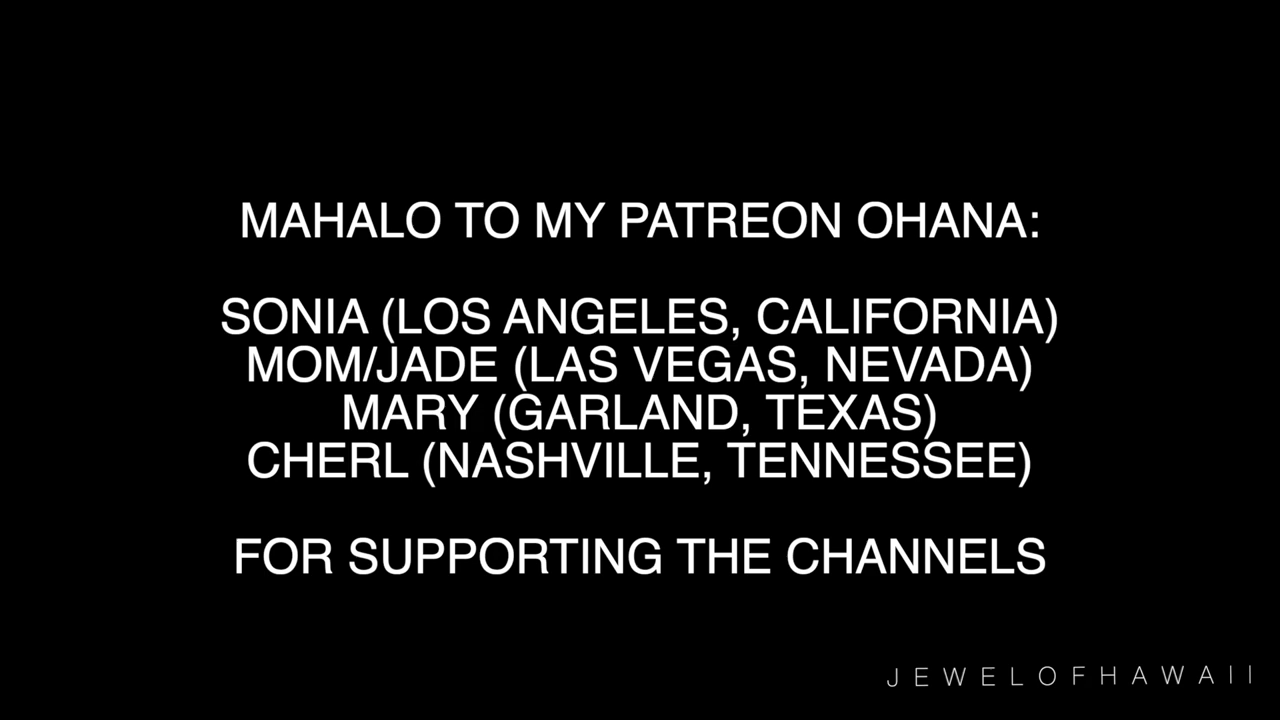 MAHALO TO MY PATREON OHANA:
SONIA (LOS ANGELES, CALIFORNIA)
MOM/JADE (LAS VEGAS, NEVADA)
MARY (GARLAND, TEXAS)
CHERL (NASHVILLE, TENNESSEE)
FOR SUPPORTING THE CHANNELS
JEWELOFHAWAII